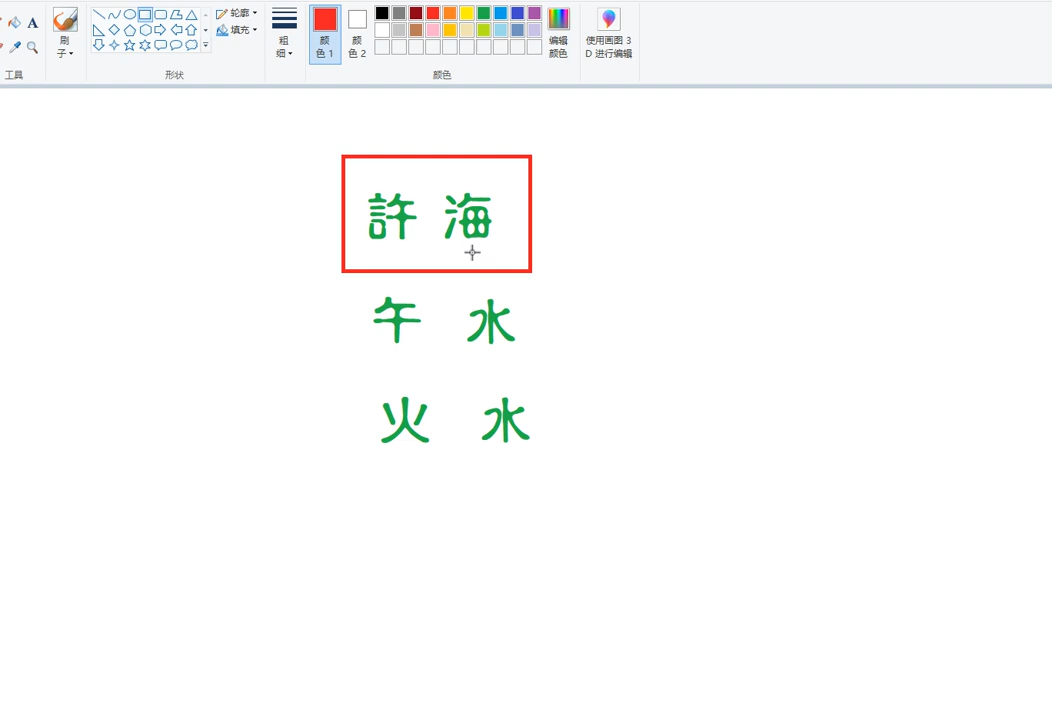 A
刷子
粗细
颜色 1
颜色 2
轮廓
填充
编辑颜色
使用画图 3D 进行编辑
工具
形状
颜色
許 海
午 水
火 水